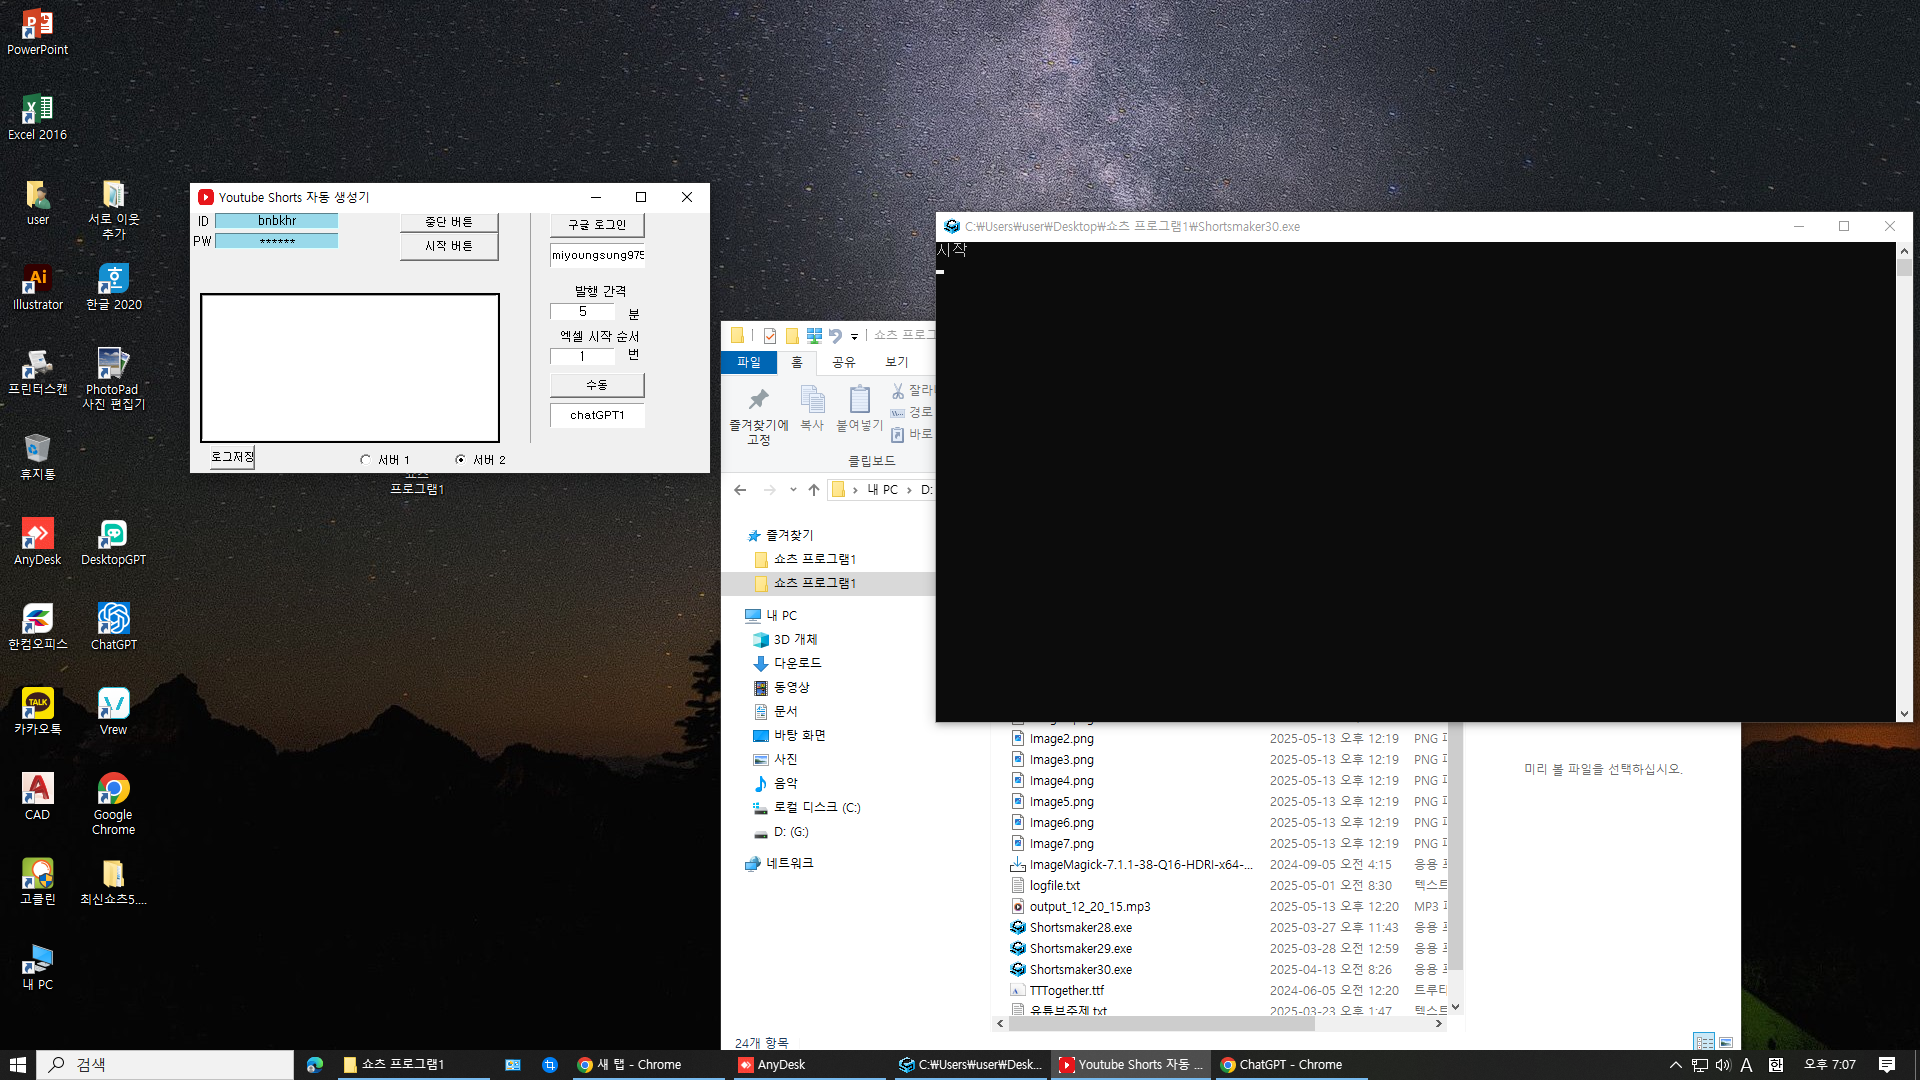 PowerPoint
Excel 2016
user
서로 이웃
추가
Illustrator
한글 2020
프린터스캔
PhotoPad
사진 편집기
휴지통
AnyDesk
DesktopGPT
한컴오피스
ChatGPT
카카오톡
Vrew
CAD
Google
Chrome
고클린
최신쇼츠5....
내 PC
프로그램1
Youtube Shorts 자동 생성기
ID
bnbkhr
PW
******
중단 버튼
시작 버튼
구글 로그인
miyoungsung975
발행 간격
5 분
엑셀 시작 순서
1 번
수동
chatGPT1
로그저장
서버 1
서버 2
C:₩Users₩user₩Desktop₩쇼츠 프로그램1₩Shortsmaker30.exe
시작
파일
홈
공유
보기
즐겨찾기에
고정
복사
붙여넣기
경로
바로
클립보드
내 PC
D:
즐겨찾기
쇼츠 프로그램1
쇼츠 프로그램1
내 PC
3D 개체
다운로드
동영상
문서
바탕 화면
사진
음악
로컬 디스크 (C:)
D: (G:)
네트워크
Image2.png 2025-05-13 오후 12:19 PNG
Image3.png 2025-05-13 오후 12:19 PNG
Image4.png 2025-05-13 오후 12:19 PNG
Image5.png 2025-05-13 오후 12:19 PNG
Image6.png 2025-05-13 오후 12:19 PNG
Image7.png 2025-05-13 오후 12:19 PNG
ImageMagick-7.1.1-38-Q16-HDRI-x64-... 2024-09-05 오전 4:15 응용
logfile.txt 2025-05-01 오전 8:30 텍스트
output_12_20_15.mp3 2025-05-13 오후 12:20 MP3
Shortsmaker28.exe 2025-03-27 오후 11:43 응용
Shortsmaker29.exe 2025-03-28 오전 12:59 응용
Shortsmaker30.exe 2025-04-13 오전 8:26 응용
TTTogether.ttf 2024-06-05 오전 12:20 트루타
유튜브주제.txt 2025-03-23 오후 1:47 텍스트
미리 볼 파일을 선택하십시오.
24개 항목
검색
쇼츠 프로그램1
새 탭 - Chrome
AnyDesk
C:₩Users₩user₩Desk...
Youtube Shorts 자동 ...
ChatGPT - Chrome
A
한
오후 7:07